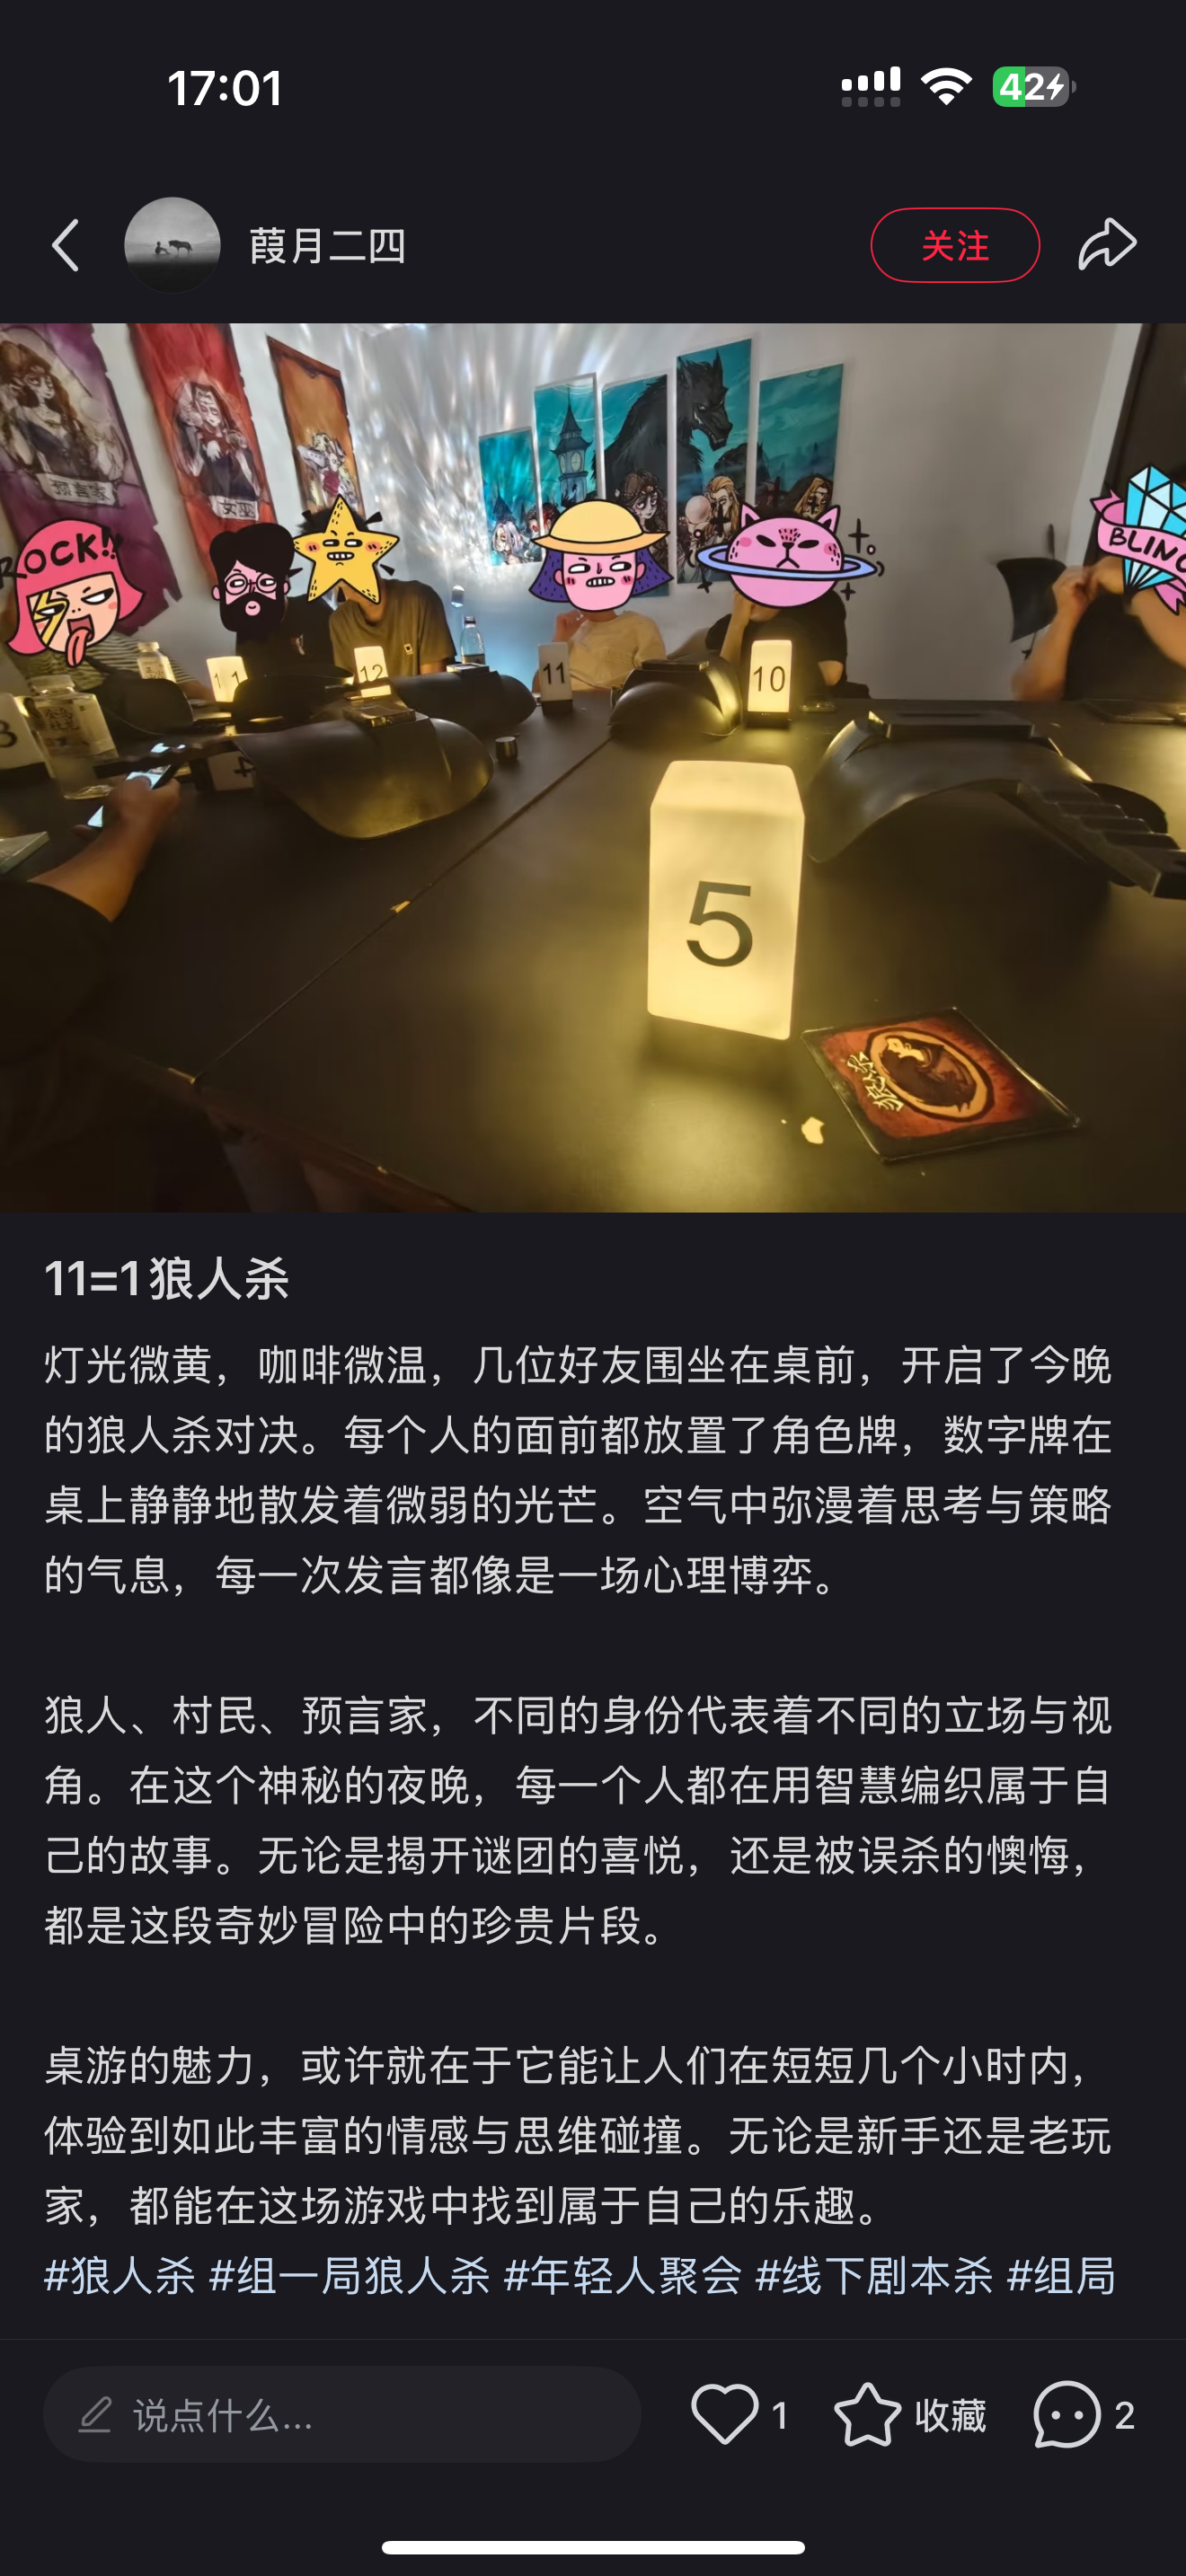 17:01
42
葭月二四
关注
预言家
女巫
ROCK!!
BLING
11
12
11
10
3
5
狼人杀
11=1狼人杀
灯光微黄，咖啡微温，几位好友围坐在桌前，开启了今晚
的狼人杀对决。每个人的面前都放置了角色牌，数字牌在
桌上静静地散发着微弱的光芒。空气中弥漫着思考与策略
的气息，每一次发言都像是一场心理博弈。
狼人、村民、预言家，不同的身份代表着不同的立场与视
角。在这个神秘的夜晚，每一个人都在用智慧编织属于自
己的故事。无论是揭开谜团的喜悦，还是被误杀的懊悔，
都是这段奇妙冒险中的珍贵片段。
桌游的魅力，或许就在于它能让人们在短短几个小时内，
体验到如此丰富的情感与思维碰撞。无论是新手还是老玩
家，都能在这场游戏中找到属于自己的乐趣。
#狼人杀 #组一局狼人杀 #年轻人聚会 #线下剧本杀 #组局
说点什么...
1
收藏
2